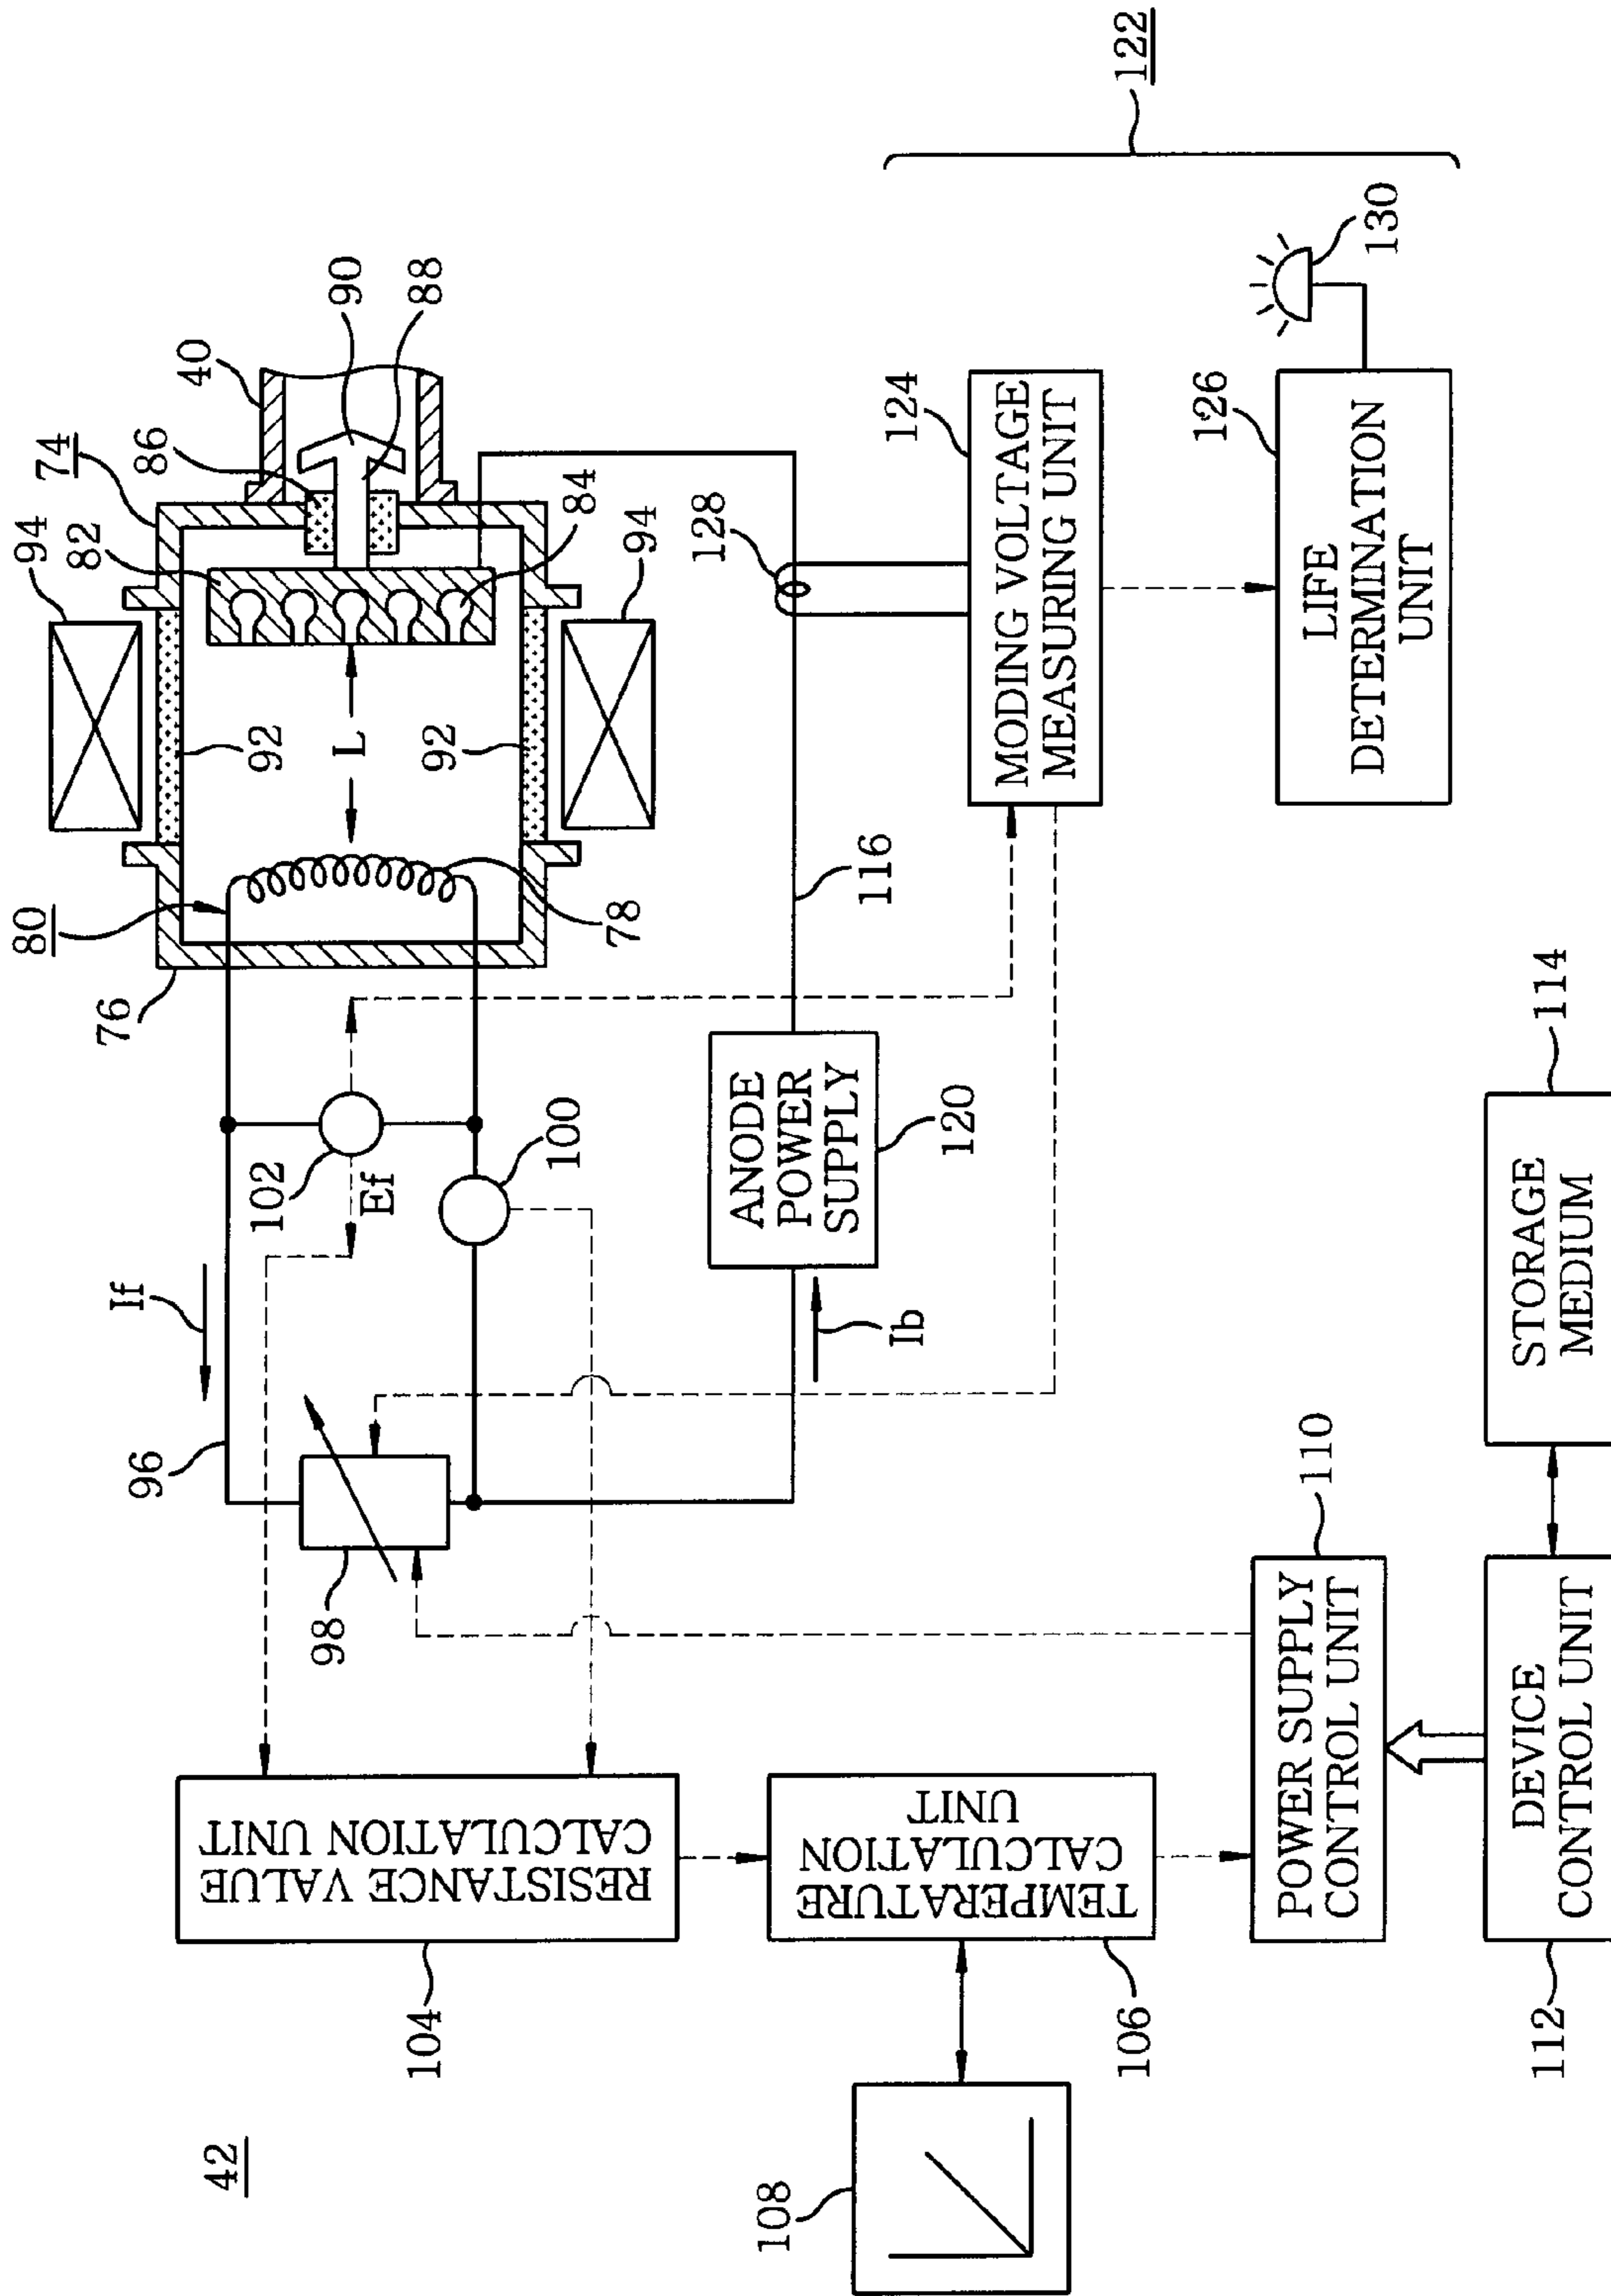 42
74
40
94
82
86
90
88
84
94
92
92
L
80
78
76
102
Ef
100
If
96
98
RESISTANCE VALUE
CALCULATION UNIT
104
TEMPERATURE
CALCULATION
UNIT
106
108
POWER SUPPLY
CONTROL UNIT
110
DEVICE
CONTROL UNIT
112
STORAGE
MEDIUM
114
ANODE
POWER
SUPPLY
120
Ib
116
128
MODING VOLTAGE
MEASURING UNIT
124
LIFE
DETERMINATION
UNIT
126
130
122